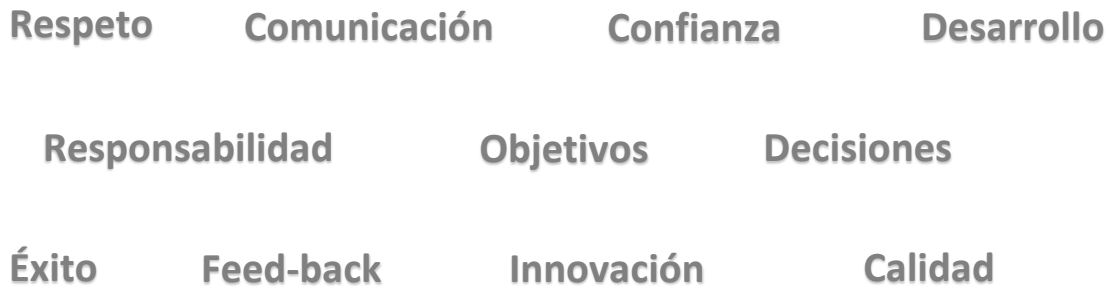 Respeto Comunicación Confianza Desarrollo
Responsabilidad Objetivos Decisiones
Éxito Feed-back Innovación Calidad